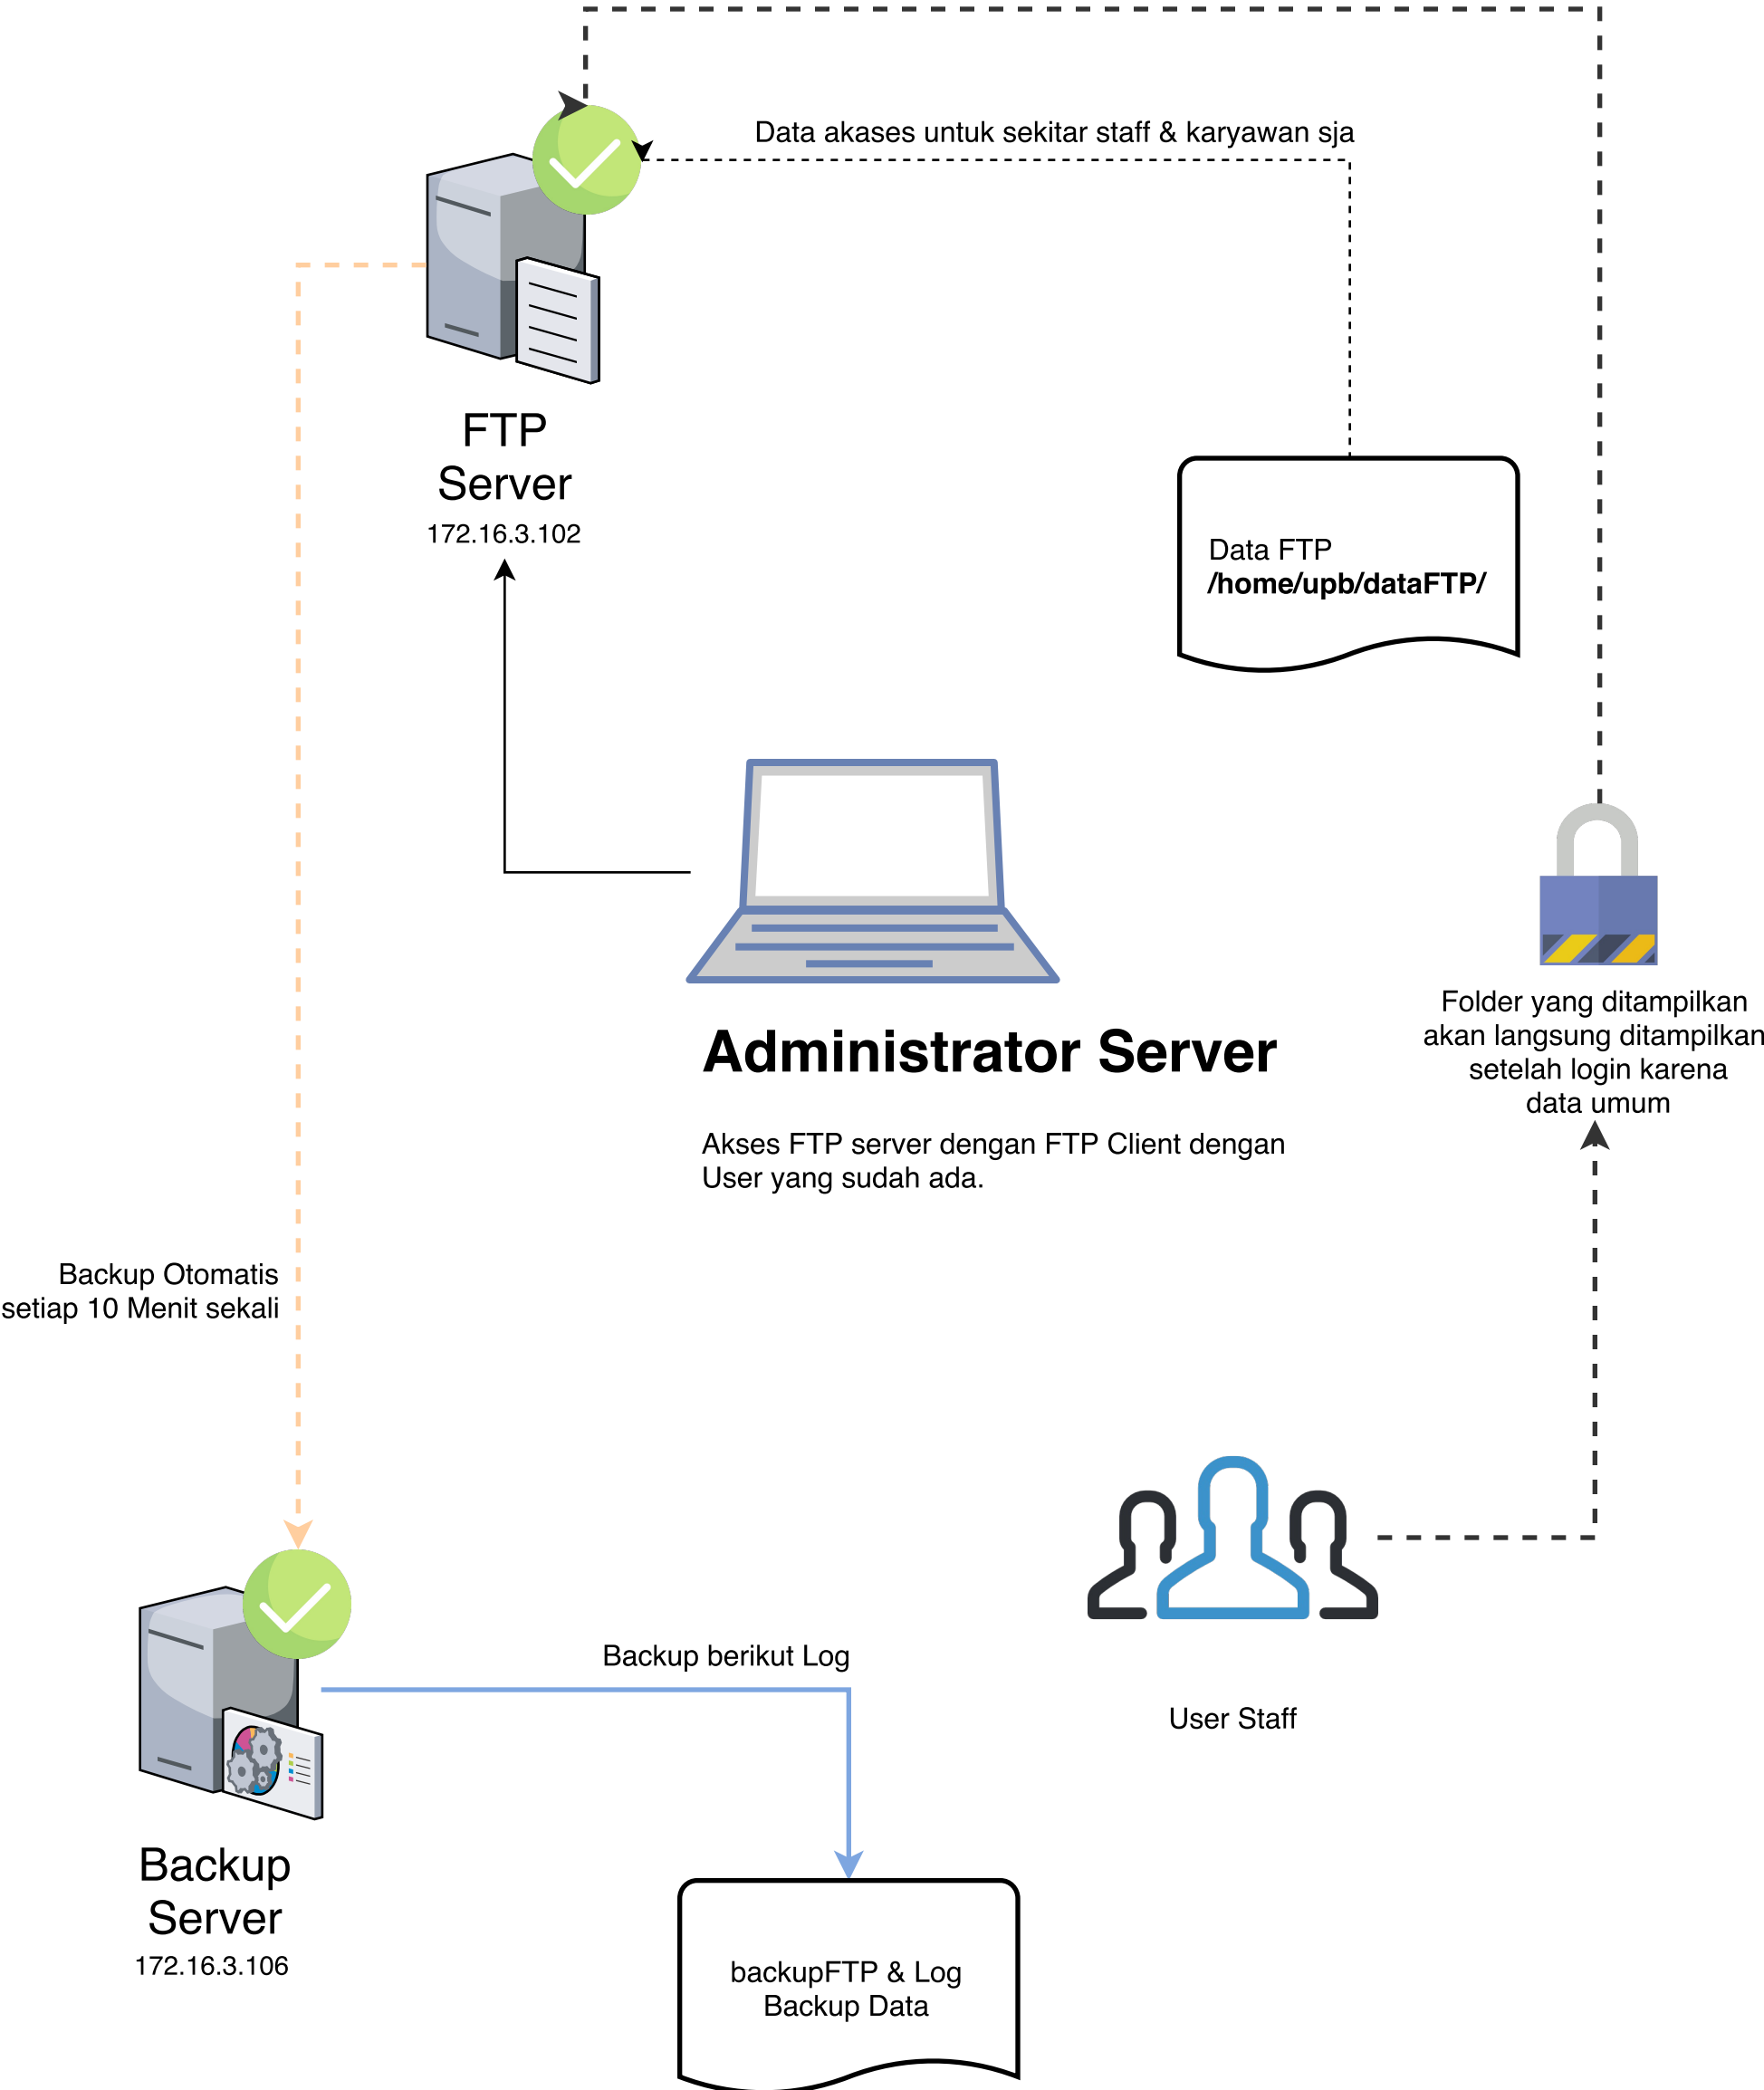 Data akases untuk sekitar staff & karyawan sja
FTP
Server
172.16.3.102
Data FTP
/home/upb/dataFTP/
Administrator Server
Akses FTP server dengan FTP Client dengan
User yang sudah ada.
Folder yang ditampilkan
akan langsung ditampilkan
setelah login karena
data umum
Backup Otomatis
setiap 10 Menit sekali
Backup berikut Log
User Staff
Backup
Server
172.16.3.106
backupFTP & Log
Backup Data